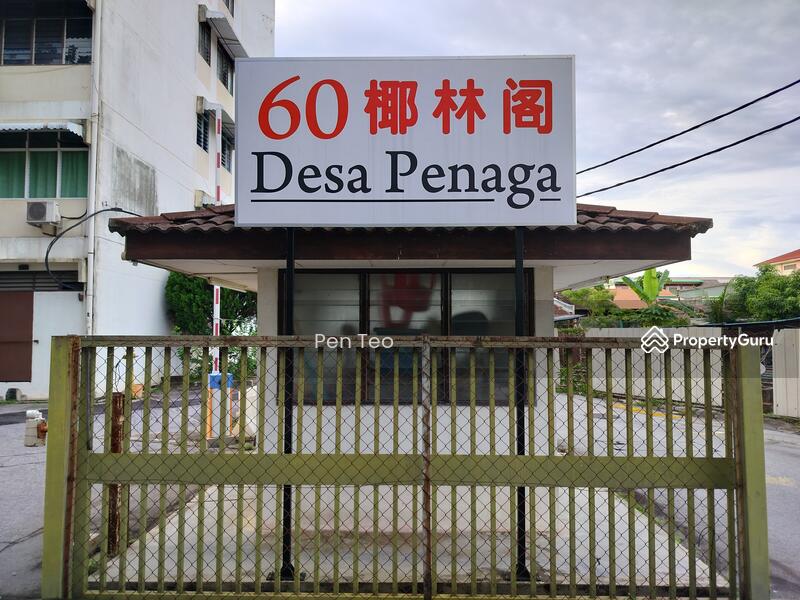 60 椰林阁
Desa Penaga
Pen Teo
PropertyGuru